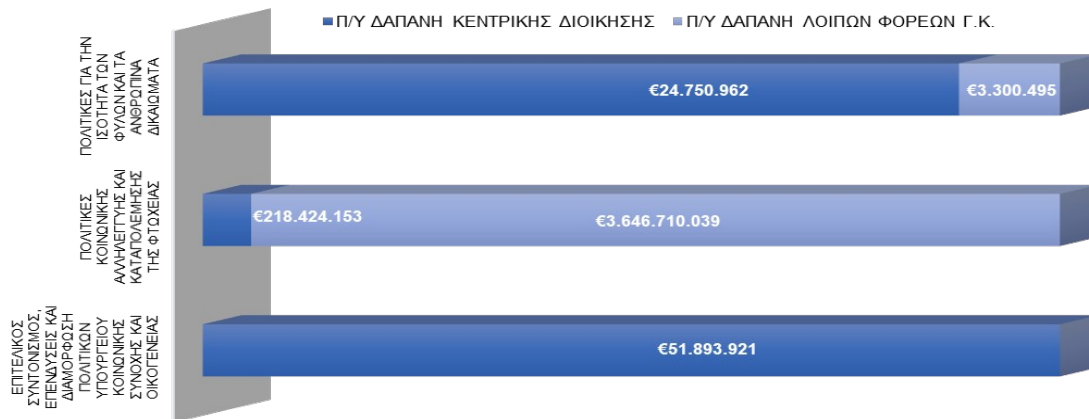 Π/Υ ΔΑΠΑΝΗ ΚΕΝΤΡΙΚΗΣ ΔΙΟΙΚΗΣΗΣ Π/Υ ΔΑΠΑΝΗ ΛΟΙΠΩΝ ΦΟΡΕΩΝ Γ.Κ.
ΠΟΛΙΤΙΚΕΣ ΓΙΑ ΤΗΝ
ΙΣΟΤΗΤΑ ΤΩΝ
ΦΥΛΩΝ ΚΑΙ ΤΑ
ΑΝΘΡΩΠΙΝΑ
ΔΙΚΑΙΩΜΑΤΑ
€24.750.962 €3.300.495
ΠΟΛΙΤΙΚΕΣ
ΚΟΙΝΩΝΙΚΗΣ
ΑΛΛΗΛΕΓΓΥΗΣ ΚΑΙ
ΚΑΤΑΠΟΛΕΜΗΣΗΣ
ΤΗΣ ΦΤΩΧΕΙΑΣ
€218.424.153 €3.646.710.039
ΕΠΙΤΕΛΙΚΟΣ
ΣΥΝΤΟΝΙΣΜΟΣ,
ΕΠΕΝΔΥΣΕΙΣ ΚΑΙ
ΔΙΑΜΟΡΦΩΣΗ
ΠΟΛΙΤΙΚΩΝ
ΥΠΟΥΡΓΕΙΟΥ
ΚΟΙΝΩΝΙΚΗΣ
ΣΥΝΟΧΗΣ ΚΑΙ
ΟΙΚΟΓΕΝΕΙΑΣ
€51.893.921